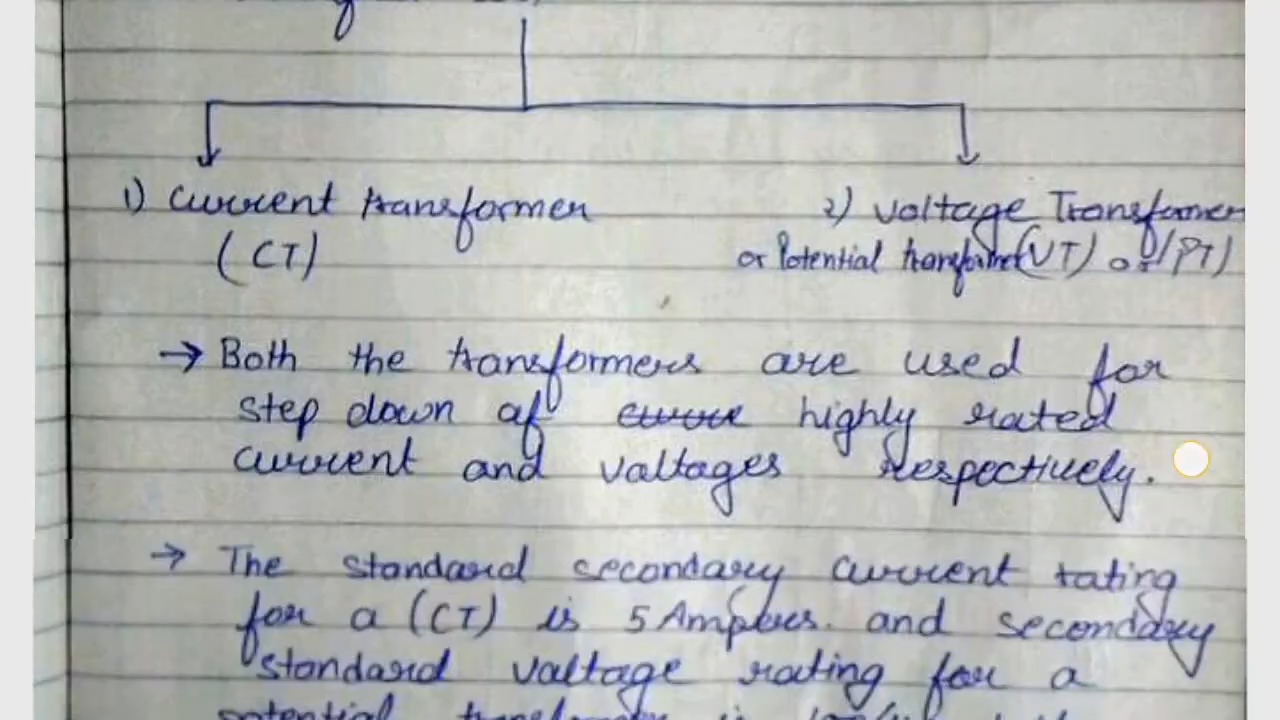 1) Current transformer
2) Voltage Transformer
(CT)
or Potential transformer (VT) or (PT)
→ Both the transformers are used for
step down of highly rated
current and voltages respectively.
→ The standard secondary current rating
for a (CT) is 5 Amperes. and secondary
standard voltage rating for a
potential